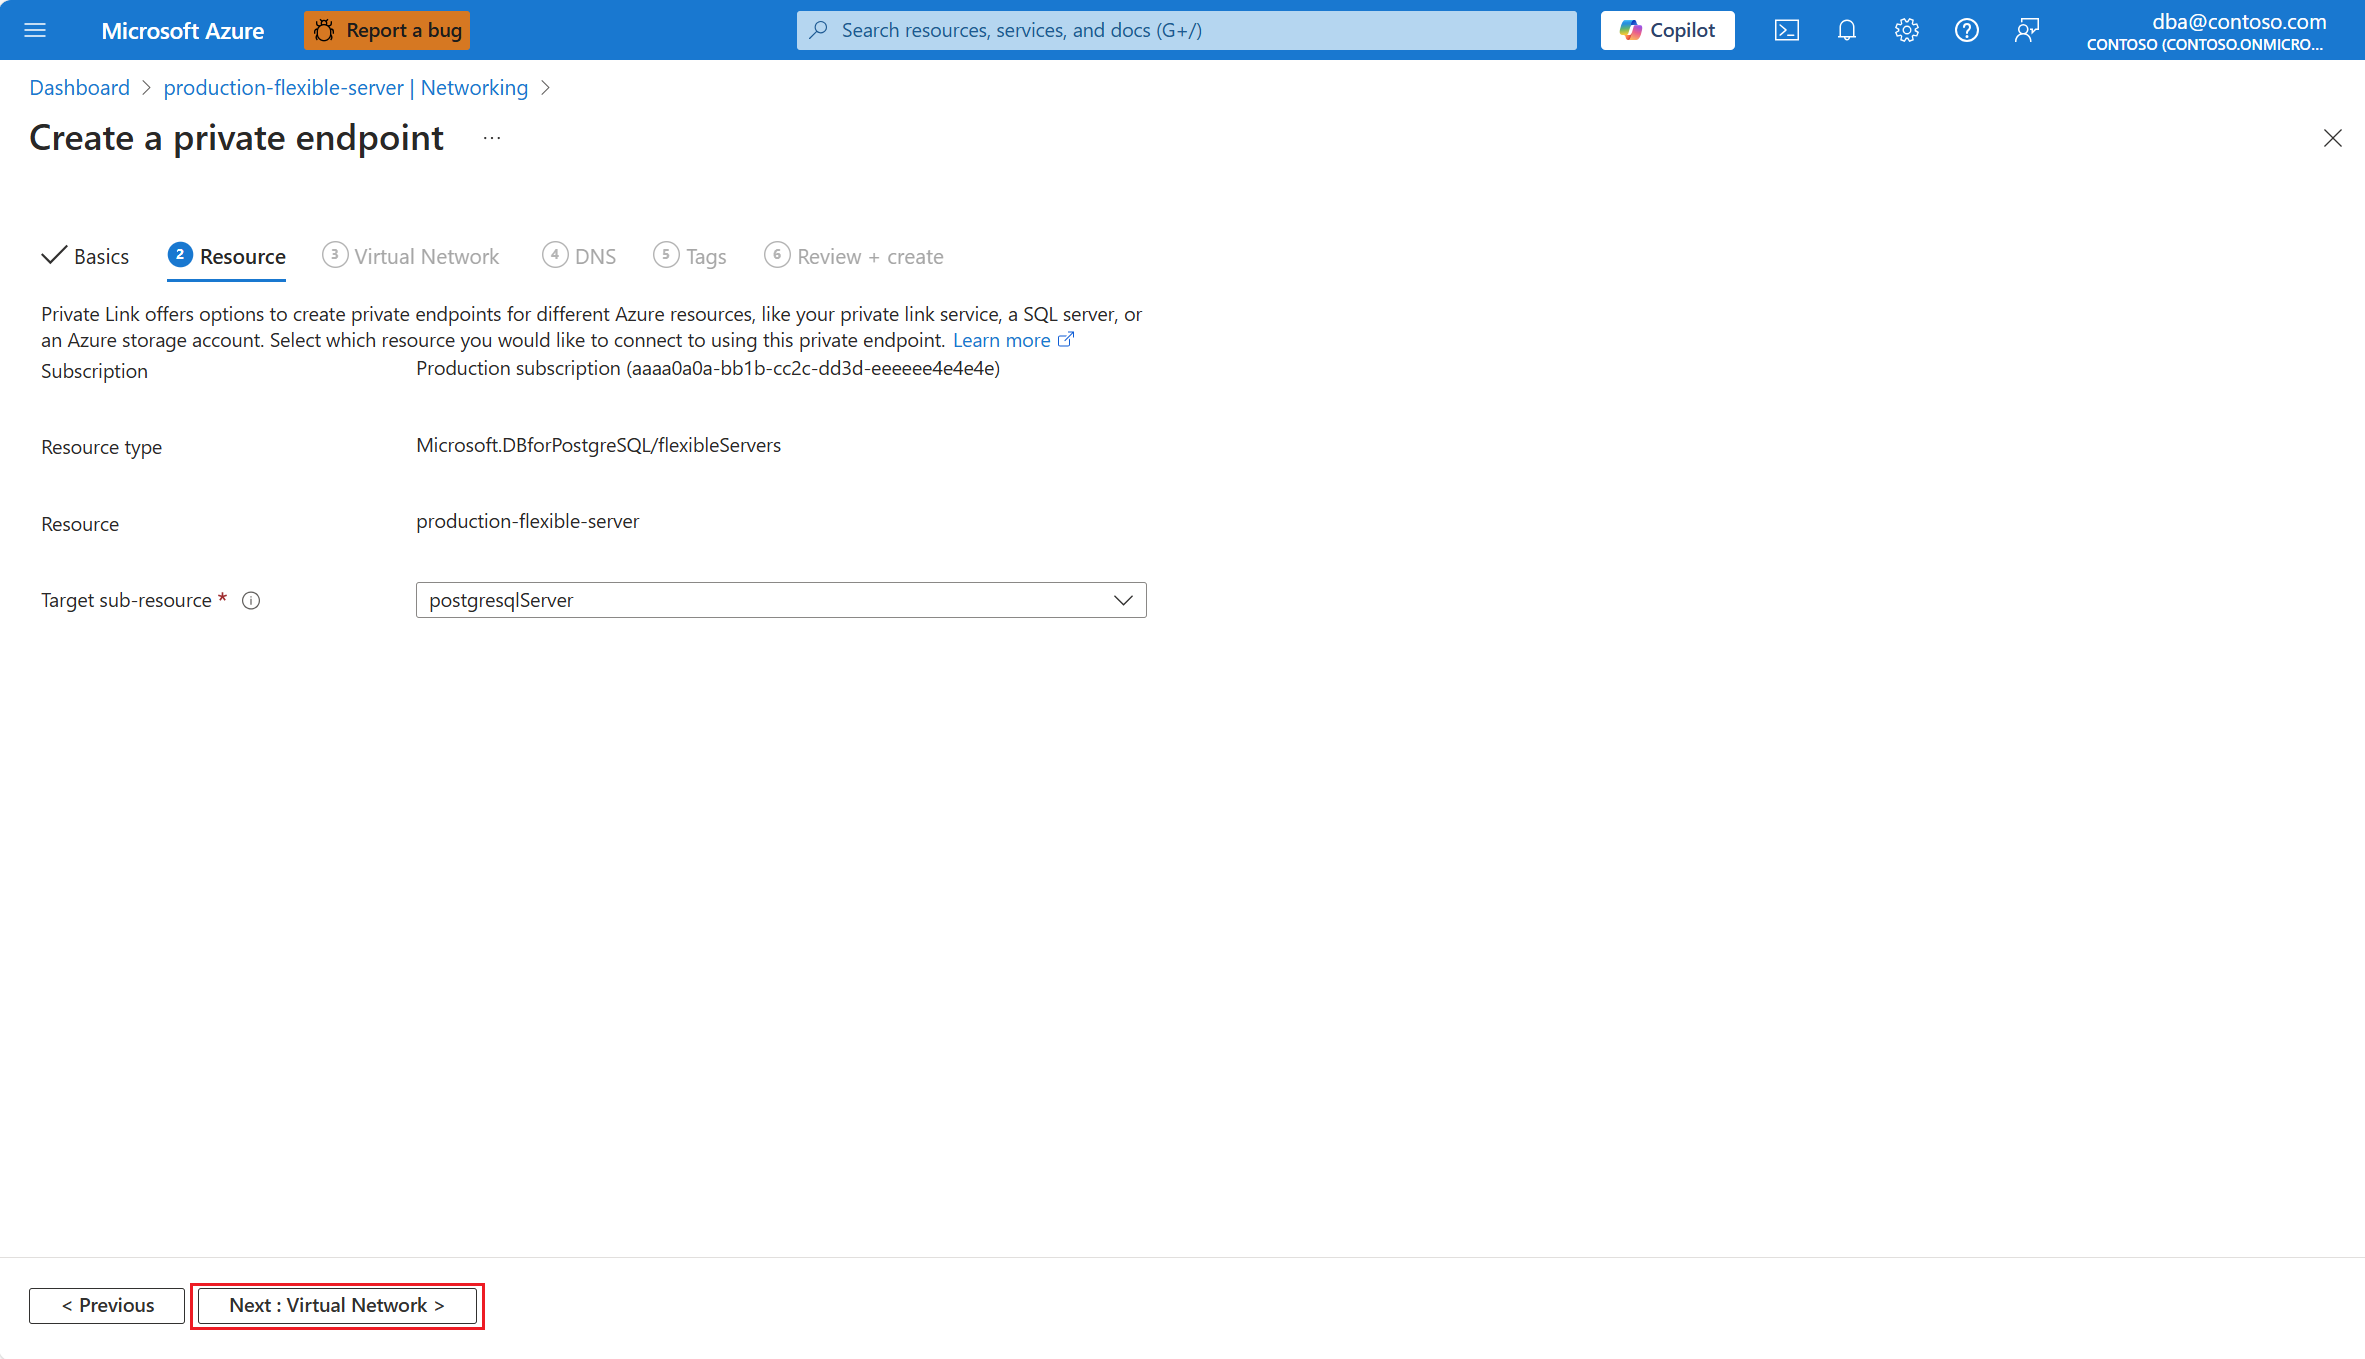 Microsoft Azure
Report a bug
Search resources, services, and docs (G+/)
Copilot
dba@contoso.com
CONTOSO (CONTOSO.ONMICRO...
Dashboard > production-flexible-server | Networking >
Create a private endpoint ...
Basics
2 Resource
3 Virtual Network
4 DNS
5 Tags
6 Review + create
Private Link offers options to create private endpoints for different Azure resources, like your private link service, a SQL server, or
an Azure storage account. Select which resource you would like to connect to using this private endpoint. Learn more
Subscription
Production subscription (aaaa0a0a-bb1b-cc2c-dd3d-eeeeee4e4e4e)
Resource type
Microsoft.DBforPostgreSQL/flexibleServers
Resource
production-flexible-server
Target sub-resource *
postgresqlServer
< Previous
Next : Virtual Network >